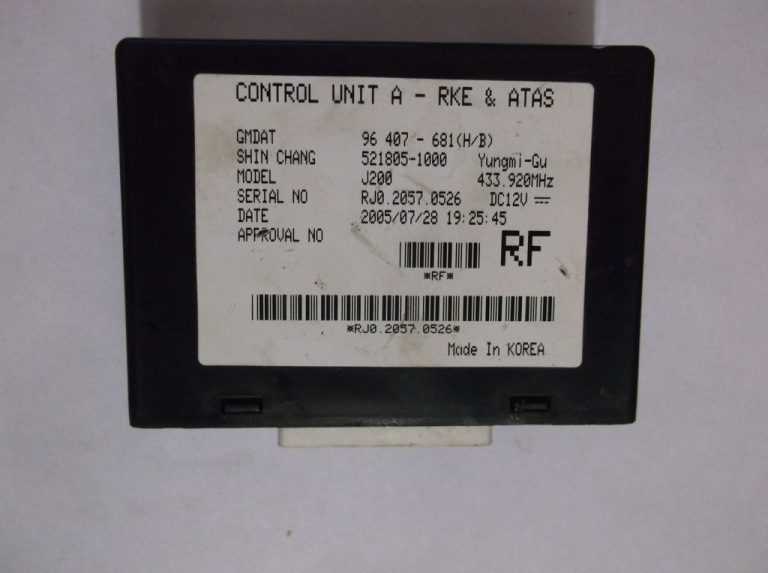 CONTROL UNIT A - RKE & ATAS
GMDAT 96 407 - 681(H/B)
SHIN CHANG 521805-1000 Yungmi-Gu
MODEL J200 433.920MHz
SERIAL NO RJ0.2057.0526 DC12V
DATE 2005/07/28 19:25:45
APPROVAL NO
RF
*RF*
*RJ0.2057.0526*
Made In KOREA